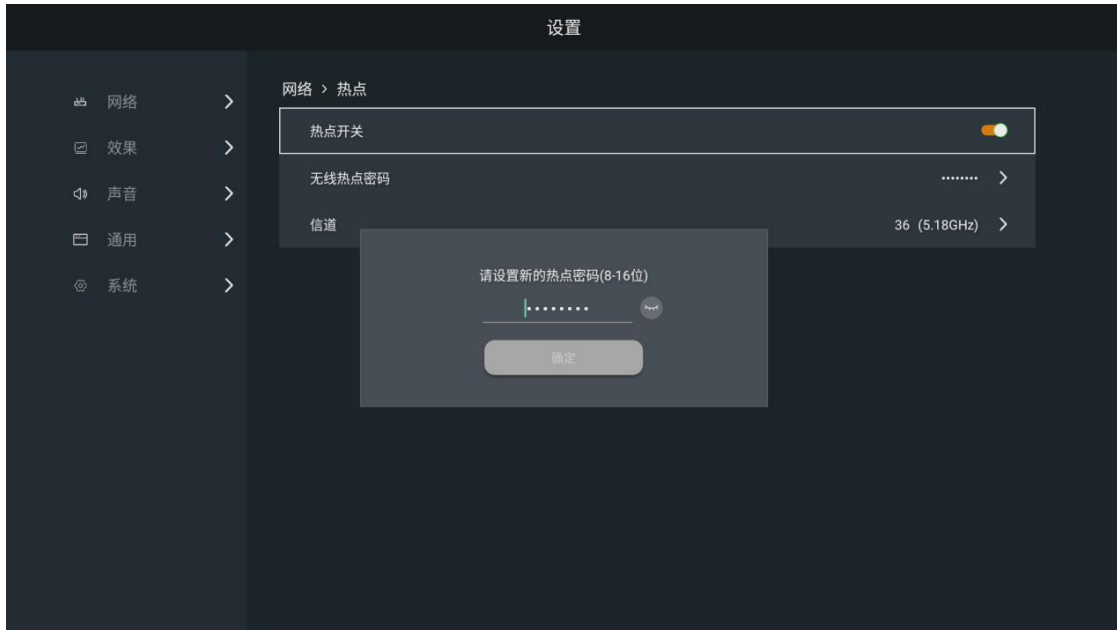 设置
网络
效果
声音
通用
系统
网络 > 热点
热点开关
无线热点密码 ········
信道 36 (5.18GHz)
请设置新的热点密码(8-16位)
········
确定